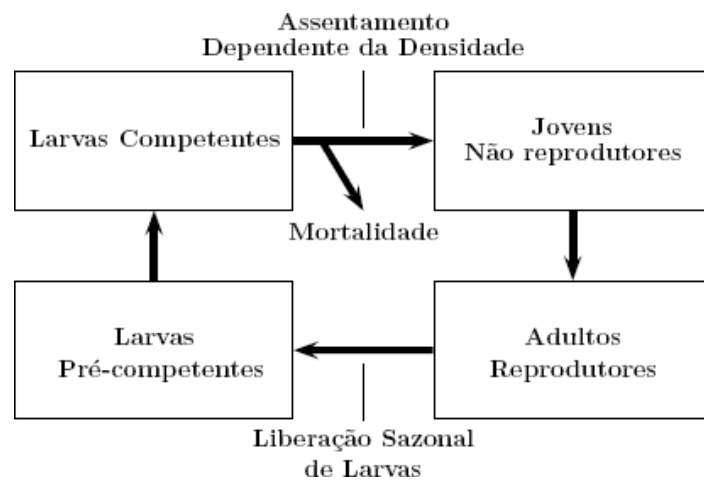 Assentamento
Dependente da Densidade
Larvas Competentes
Jovens
Não reprodutores
Mortalidade
Larvas
Pré-competentes
Adultos
Reprodutores
Liberação Sazonal
de Larvas